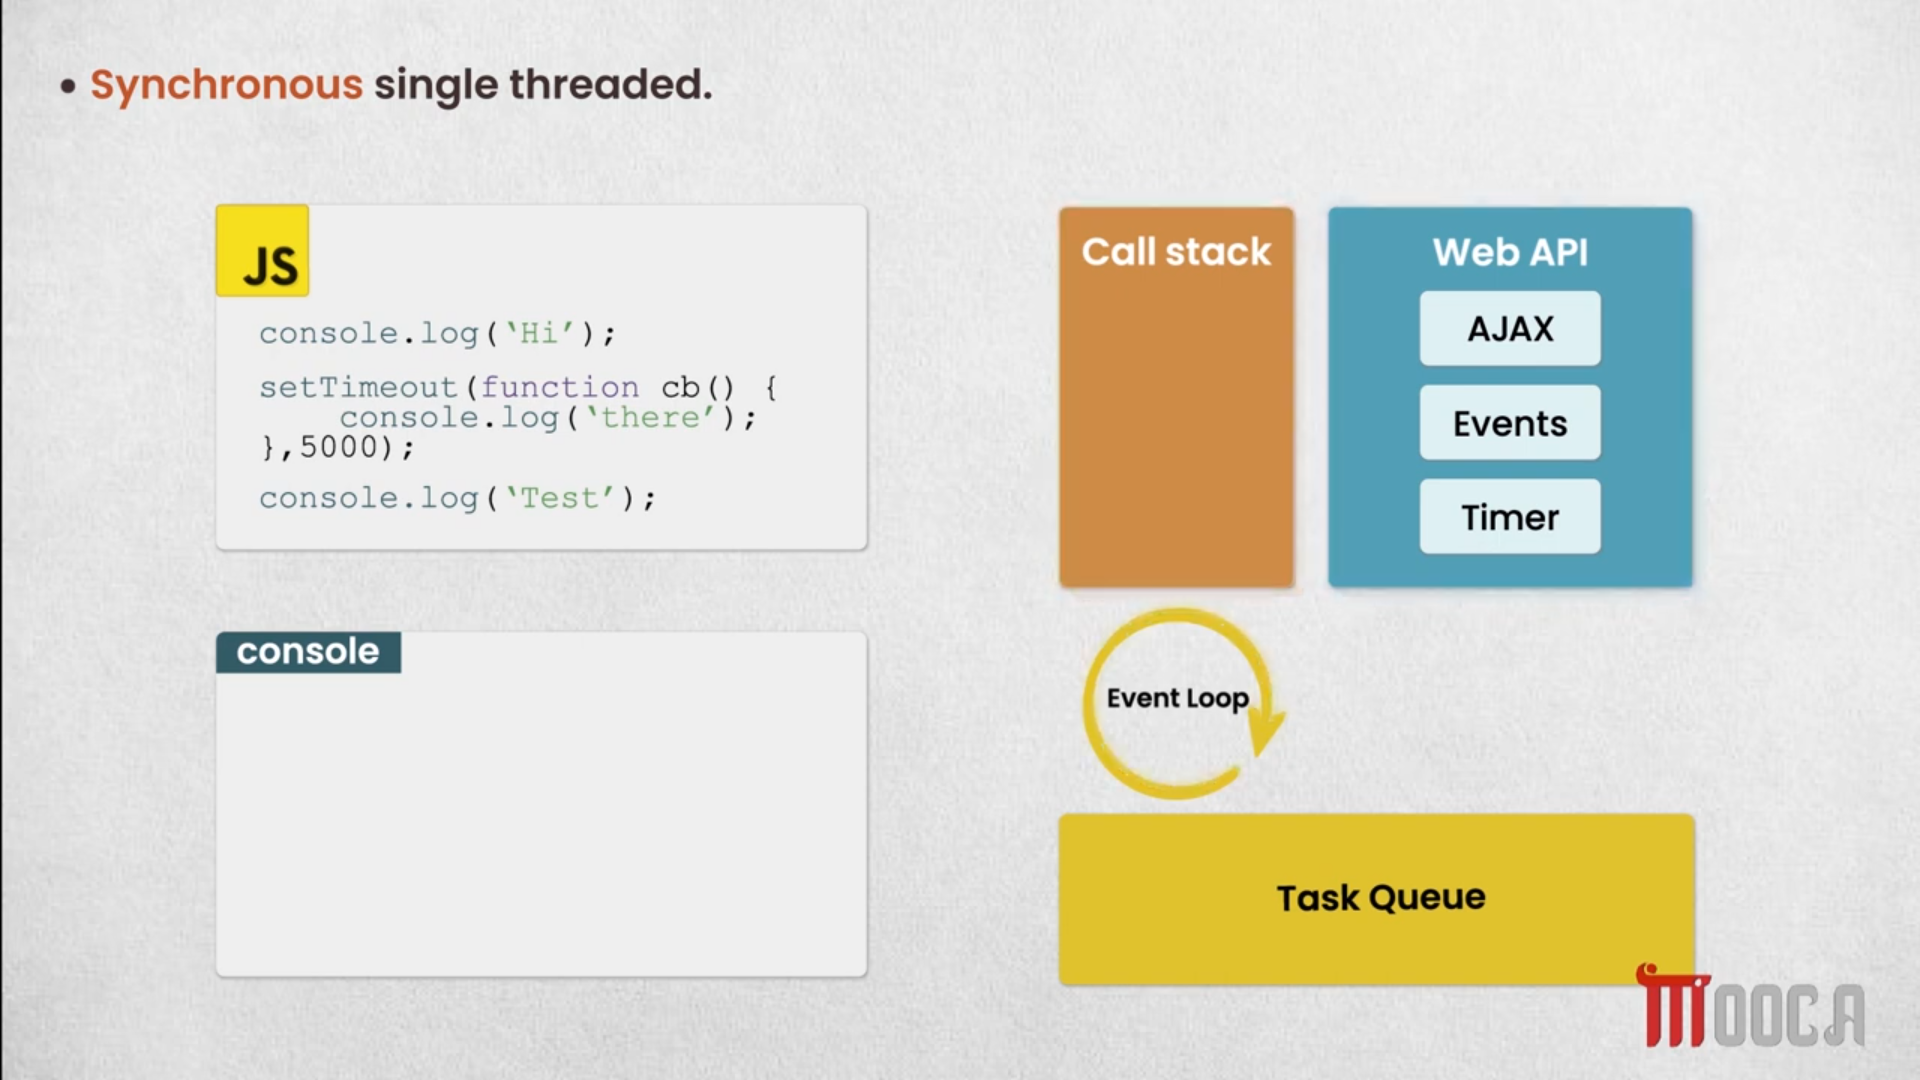 • Synchronous single threaded.
JS
console.log(‘Hi’);
setTimeout(function cb() {
console.log(‘there’);
},5000);
console.log(‘Test’);
console
Call stack
Web API
AJAX
Events
Timer
Event Loop
Task Queue
MOOCA